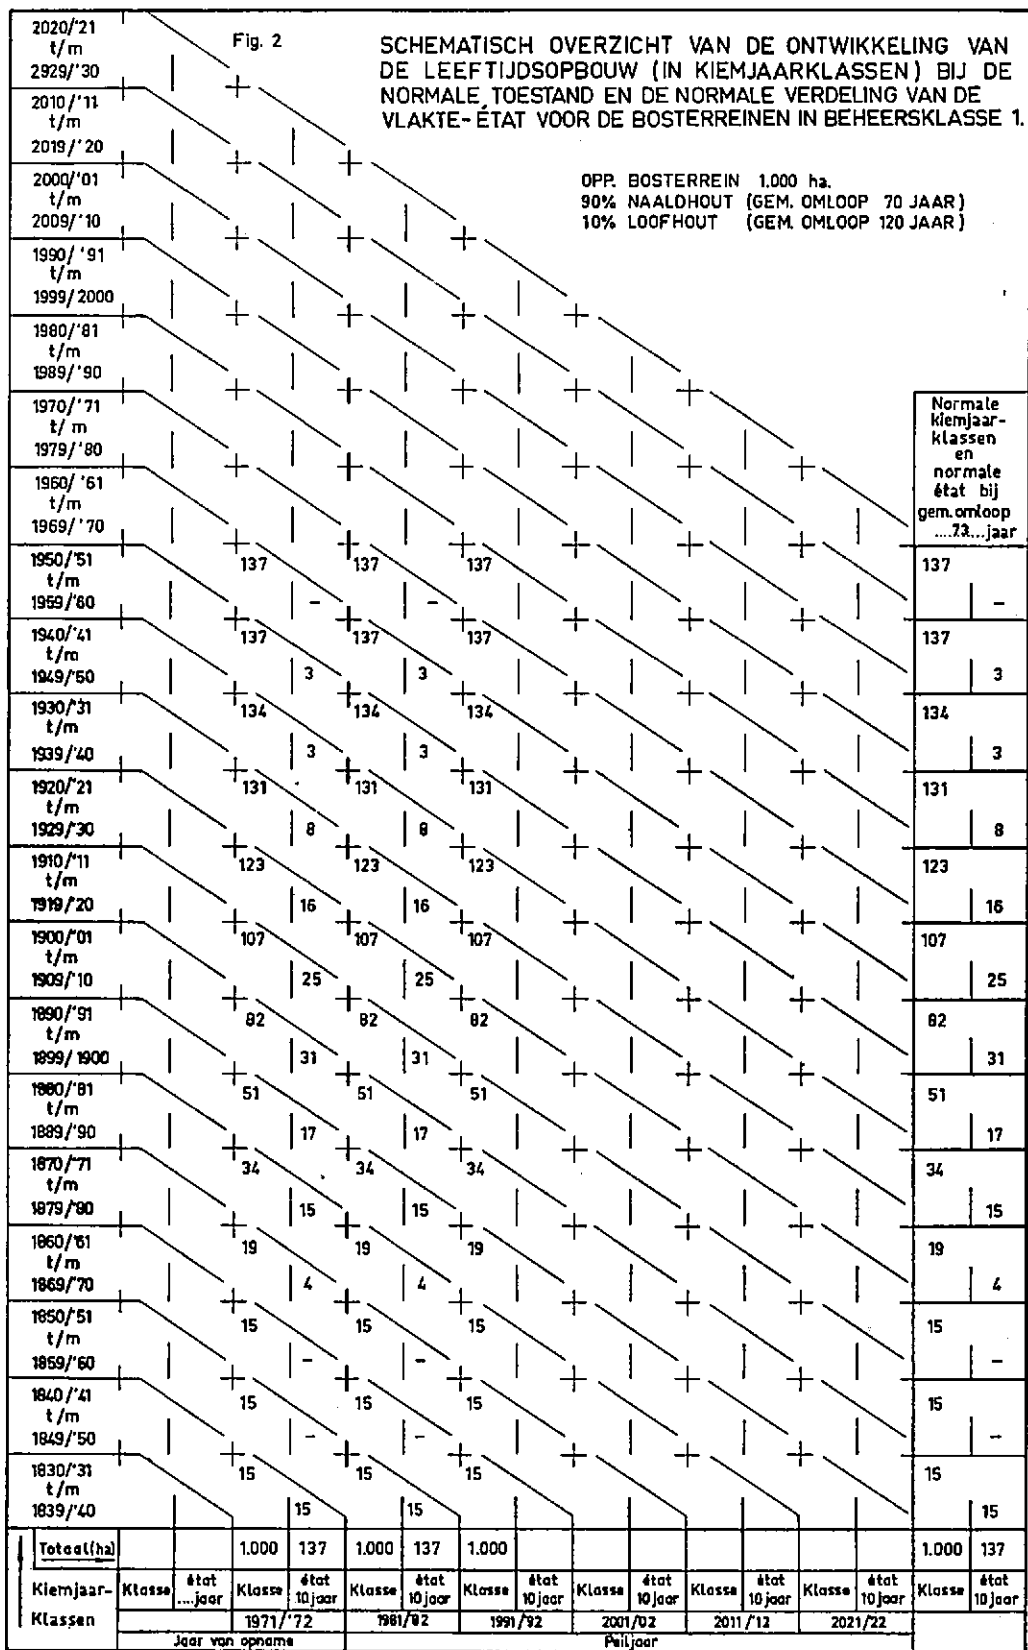 Fig. 2
SCHEMATISCH OVERZICHT VAN DE ONTWIKKELING VAN
DE LEEFTIJDSOPBOUW (IN KIEMJAARKLASSEN) BIJ DE
NORMALE TOESTAND EN DE NORMALE VERDELING VAN DE
VLAKTE-ÉTAT VOOR DE BOSTERREINEN IN BEHEERSKLASSE 1.
OPP. BOSTERREIN 1.000 ha.
90% NAALDHOUT (GEM. OMLOOP 70 JAAR)
10% LOOFHOUT (GEM. OMLOOP 120 JAAR)
2020/'21
t/m
2929/'30
2010/'11
t/m
2019/'20
2000/'01
t/m
2009/'10
1990/'91
t/m
1999/2000
1980/'81
t/m
1989/'90
1970/'71
t/m
1979/'80
1960/'61
t/m
1969/'70
Normale
kiemjaar-
klassen
en
normale
état bij
gem. omloop
....73...jaar
1950/'51
t/m
1959/'60
137 137 137 137
– – –
1940/'41
t/m
1949/'50
137 137 137 137
3 3 3
1930/'31
t/m
1939/'40
134 134 134 134
3 3 3
1920/'21
t/m
1929/'30
131 131 131 131
8 8 8
1910/'11
t/m
1919/'20
123 123 123 123
16 16 16
1900/'01
t/m
1909/'10
107 107 107 107
25 25 25
1890/'91
t/m
1899/1900
82 82 82 82
31 31 31
1880/'81
t/m
1889/'90
51 51 51 51
17 17 17
1870/'71
t/m
1879/'80
34 34 34 34
15 15 15
1860/'61
t/m
1869/'70
19 19 19 19
4 4 4
1850/'51
t/m
1859/'60
15 15 15 15
– – –
1840/'41
t/m
1849/'50
15 15 15 15
– – –
1830/'31
t/m
1839/'40
15 15 15 15
15 15 15
Totaal(ha) 1.000 137 1.000 137 1.000 1.000 137
Kiemjaar-
Klassen
Klasse état ....jaar Klasse état 10 jaar Klasse état 10 jaar Klasse état 10 jaar Klasse état 10 jaar Klasse état 10 jaar Klasse état 10 jaar Klasse état 10 jaar
1971/'72 1981/82 1991/'92 2001/'02 2011/'12 2021/22
Jaar van opname Peiljaar